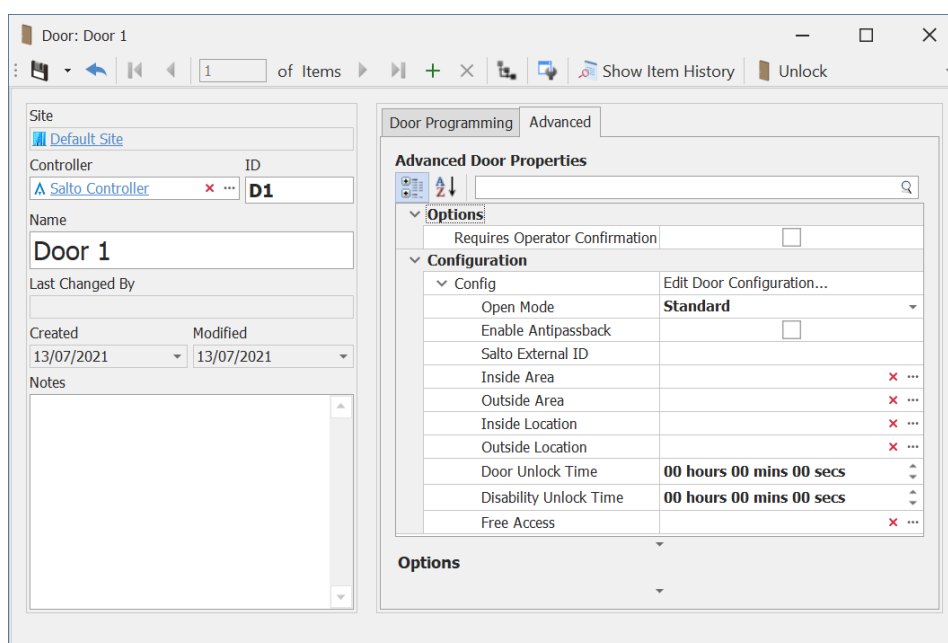 Door: Door 1
1 of Items Show Item History Unlock
Site
Default Site
Controller ID
Salto Controller D1
Name
Door 1
Last Changed By
Created Modified
13/07/2021 13/07/2021
Notes
Door Programming Advanced
Advanced Door Properties
Options
Requires Operator Confirmation
Configuration
Config Edit Door Configuration...
Open Mode Standard
Enable Antipassback
Salto External ID
Inside Area
Outside Area
Inside Location
Outside Location
Door Unlock Time 00 hours 00 mins 00 secs
Disability Unlock Time 00 hours 00 mins 00 secs
Free Access
Options